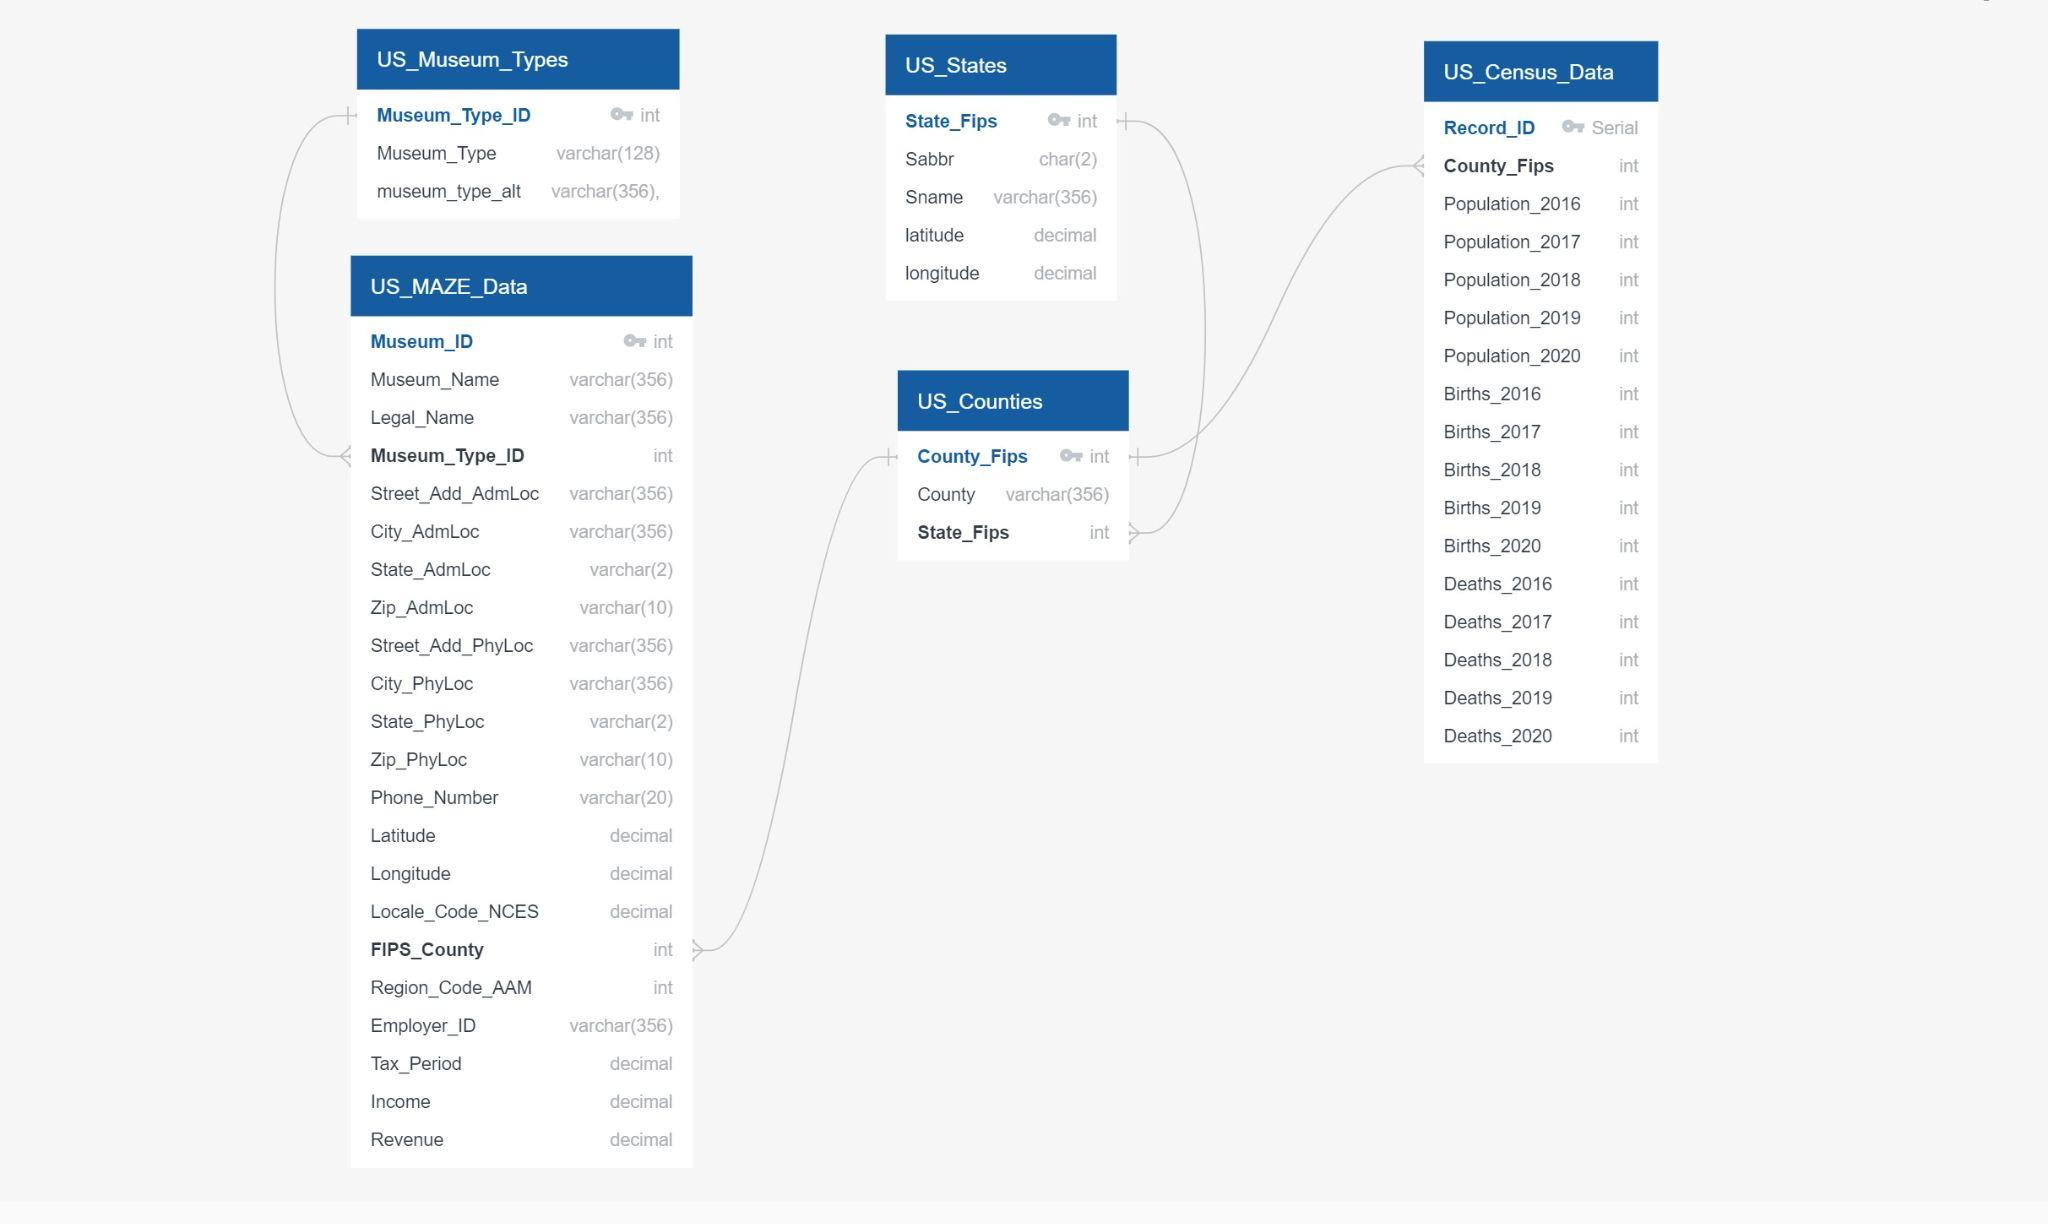 US_Museum_Types
Museum_Type_ID int
Museum_Type varchar(128)
museum_type_alt varchar(356),
US_MAZE_Data
Museum_ID int
Museum_Name varchar(356)
Legal_Name varchar(356)
Museum_Type_ID int
Street_Add_AdmLoc varchar(356)
City_AdmLoc varchar(356)
State_AdmLoc varchar(2)
Zip_AdmLoc varchar(10)
Street_Add_PhyLoc varchar(356)
City_PhyLoc varchar(356)
State_PhyLoc varchar(2)
Zip_PhyLoc varchar(10)
Phone_Number varchar(20)
Latitude decimal
Longitude decimal
Locale_Code_NCES decimal
FIPS_County int
Region_Code_AAM int
Employer_ID varchar(356)
Tax_Period decimal
Income decimal
Revenue decimal
US_States
State_Fips int
Sabbr char(2)
Sname varchar(356)
latitude decimal
longitude decimal
US_Counties
County_Fips int
County varchar(356)
State_Fips int
US_Census_Data
Record_ID Serial
County_Fips int
Population_2016 int
Population_2017 int
Population_2018 int
Population_2019 int
Population_2020 int
Births_2016 int
Births_2017 int
Births_2018 int
Births_2019 int
Births_2020 int
Deaths_2016 int
Deaths_2017 int
Deaths_2018 int
Deaths_2019 int
Deaths_2020 int